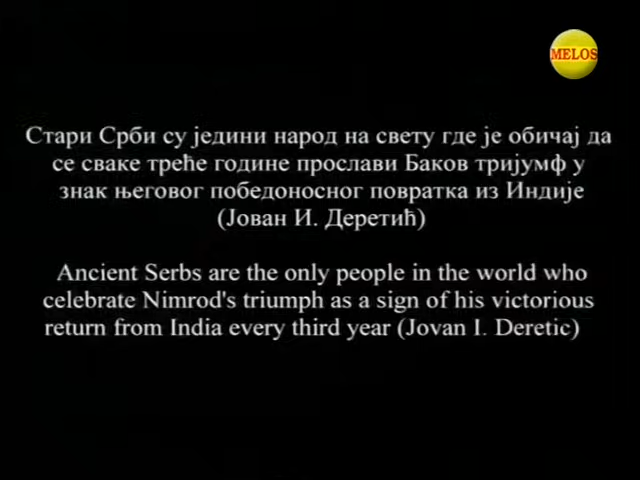 MELOS
Стари Срби су једини народ на свету где је обичај да
се сваке треће године прослави Баков тријумф у
знак његовог победоносног повратка из Индије
(Јован И. Деретић)
Ancient Serbs are the only people in the world who
celebrate Nimrod's triumph as a sign of his victorious
return from India every third year (Jovan I. Deretic)